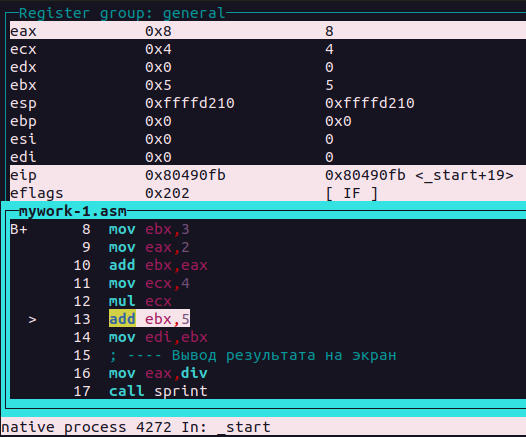 Register group: general
eax 0x8 8
ecx 0x4 4
edx 0x0 0
ebx 0x5 5
esp 0xffffd210 0xffffd210
ebp 0x0 0x0
esi 0x0 0
edi 0x0 0
eip 0x80490fb 0x80490fb <_start+19>
eflags 0x202 [ IF ]
mywork-1.asm
B+ 8 mov ebx,3
9 mov eax,2
10 add ebx,eax
11 mov ecx,4
12 mul ecx
> 13 add ebx,5
14 mov edi,ebx
15 ; ---- Вывод результата на экран
16 mov eax,div
17 call sprint
native process 4272 In: _start